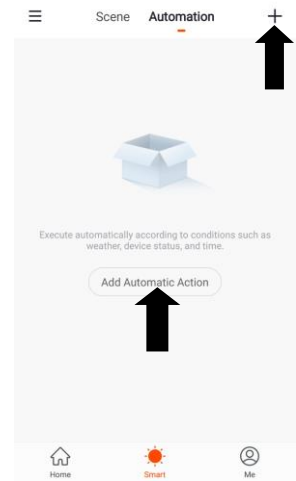 Scene Automation
Execute automatically according to conditions such as
weather, device status, and time.
Add Automatic Action
Home Smart Me